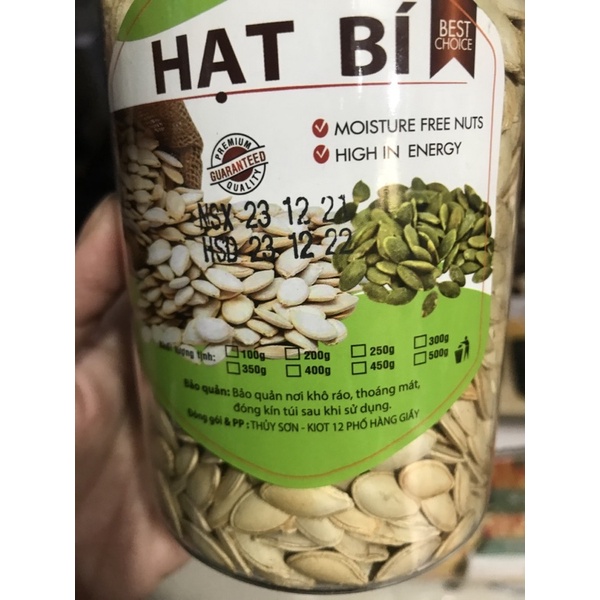 HẠT BÍ
BEST
CHOICE
MOISTURE FREE NUTS
HIGH IN ENERGY
PREMIUM
GUARANTEED
QUALITY
NSX 23 12 21
HSD 23 12 22
lượng tịnh:
100g 200g 250g 300g
350g 400g 450g 500g
Bảo quản: Bảo quản nơi khô ráo, thoáng mát,
đóng kín túi sau khi sử dụng.
Đóng gói & PP : THỦY SƠN - KIOT 12 PHỐ HÀNG GIẤY